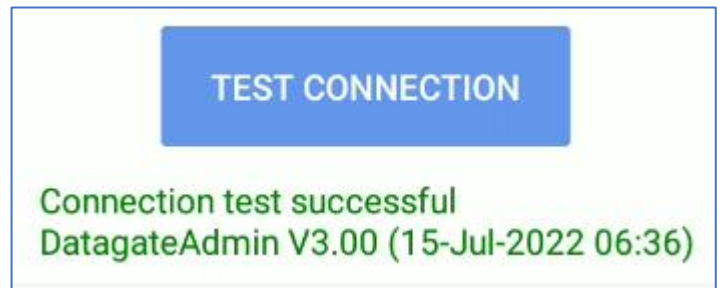 TEST CONNECTION
Connection test successful
DatagateAdmin V3.00 (15-Jul-2022 06:36)